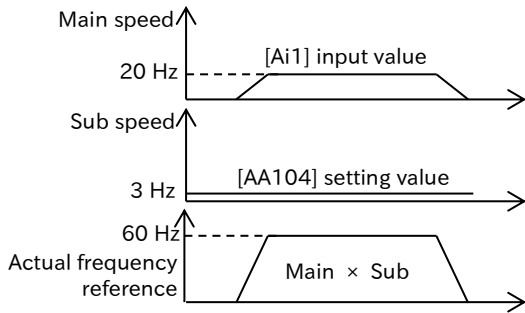 Main speed
[Ai1] input value
20 Hz
Sub speed
[AA104] setting value
3 Hz
60 Hz
Actual frequency
reference
Main × Sub